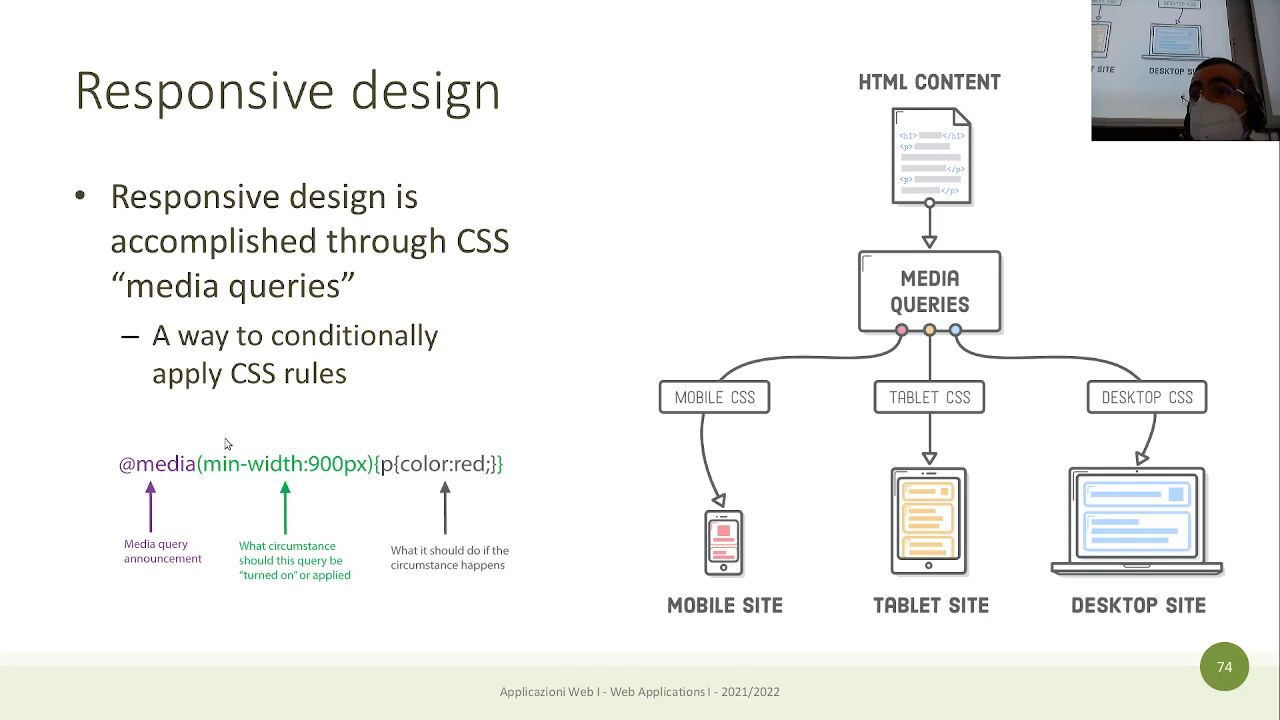 Responsive design
• Responsive design is
accomplished through CSS
“media queries”
– A way to conditionally
apply CSS rules
@media(min-width:900px){p{color:red;}}
Media query
announcement
What circumstance
should this query be
“turned on” or applied
What it should do if the
circumstance happens
HTML CONTENT
<h1> </h1>
<p>
</p>
<p>
</p>
MEDIA
QUERIES
MOBILE CSS
TABLET CSS
DESKTOP CSS
MOBILE SITE
TABLET SITE
DESKTOP SITE
DESKTOP CSS
SITE
74
Applicazioni Web I - Web Applications I - 2021/2022